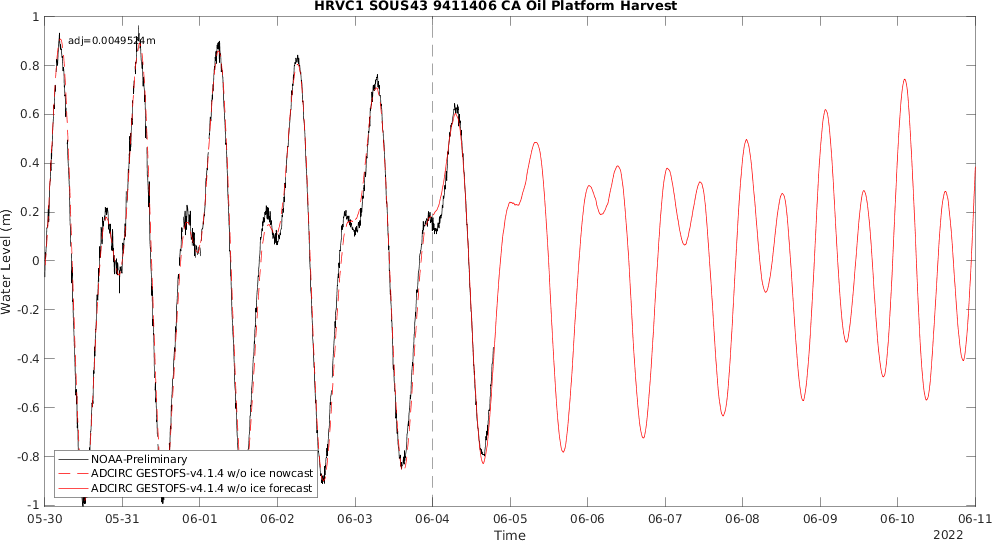 HRVC1 SOUS43 9411406 CA Oil Platform Harvest
adj=0.0049524m
Water Level (m)
1
0.8
0.6
0.4
0.2
0
-0.2
-0.4
-0.6
-0.8
-1
NOAA-Preliminary
ADCIRC GESTOFS-v4.1.4 w/o ice nowcast
ADCIRC GESTOFS-v4.1.4 w/o ice forecast
05-30 05-31 06-01 06-02 06-03 06-04 06-05 06-06 06-07 06-08 06-09 06-10 06-11
Time
2022